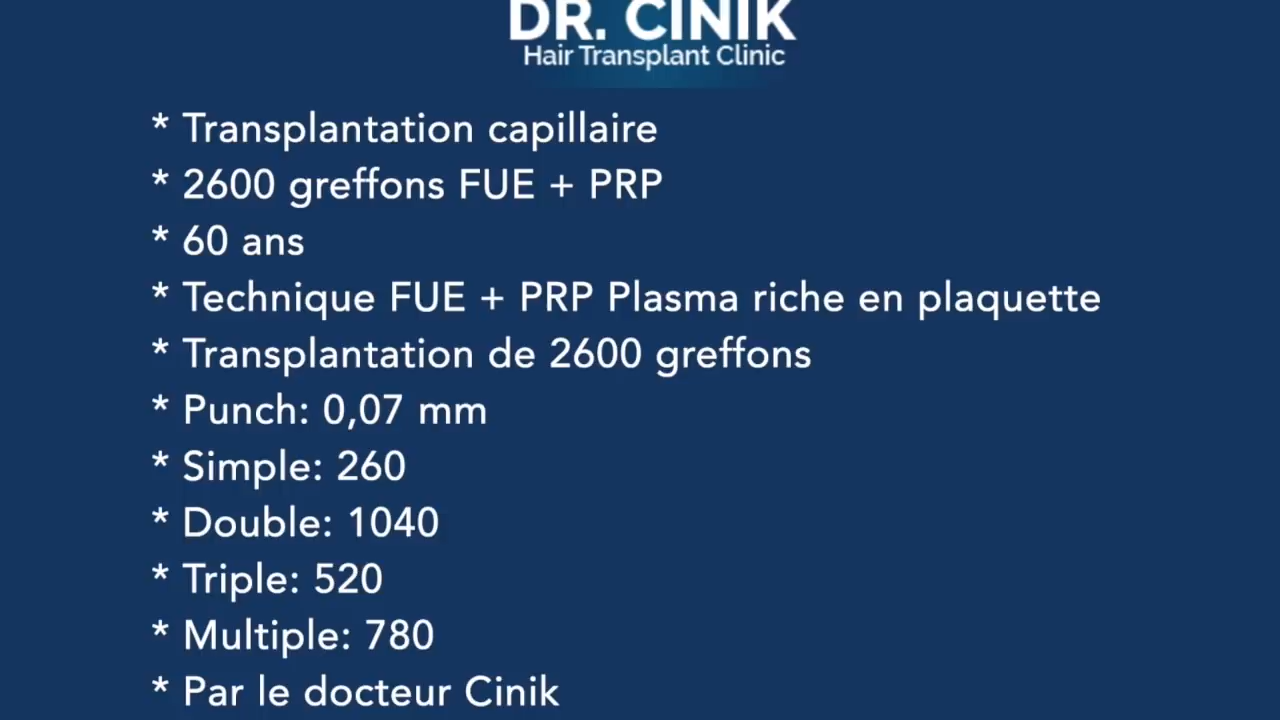 DR. CINIK
Hair Transplant Clinic
* Transplantation capillaire
* 2600 greffons FUE + PRP
* 60 ans
* Technique FUE + PRP Plasma riche en plaquette
* Transplantation de 2600 greffons
* Punch: 0,07 mm
* Simple: 260
* Double: 1040
* Triple: 520
* Multiple: 780
* Par le docteur Cinik